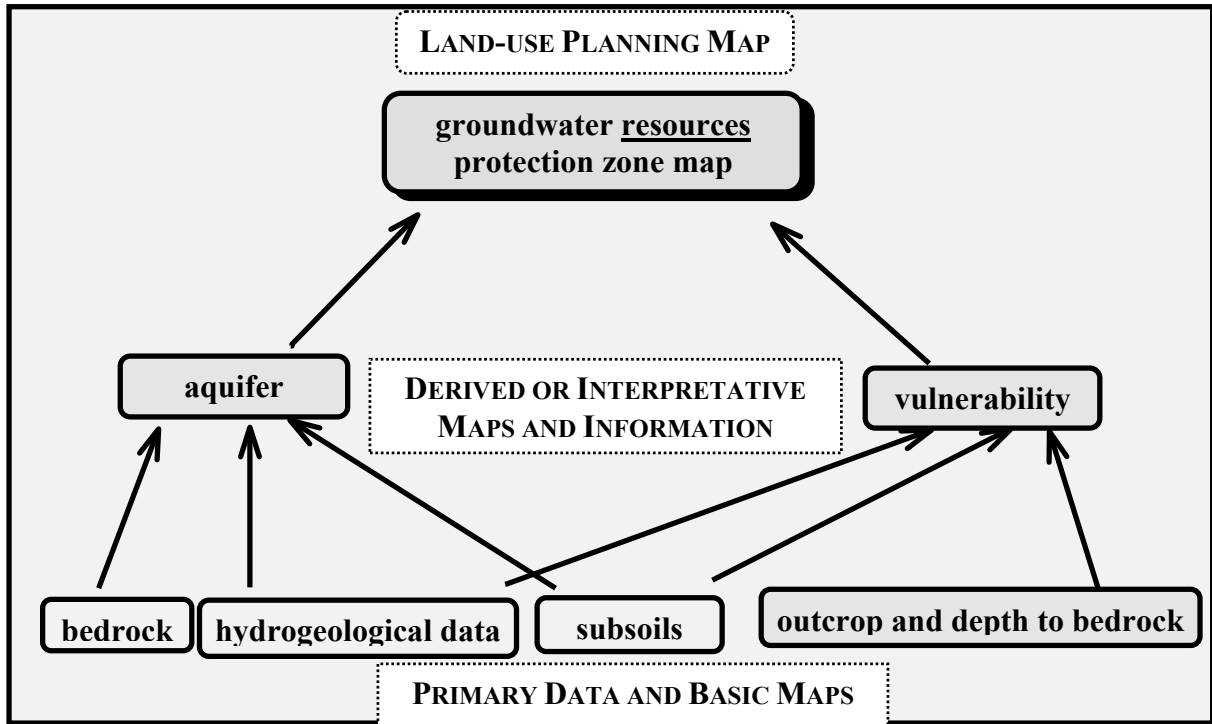 LAND-USE PLANNING MAP
groundwater resources
protection zone map
aquifer
DERIVED OR INTERPRETATIVE
MAPS AND INFORMATION
vulnerability
bedrock
hydrogeological data
subsoils
outcrop and depth to bedrock
PRIMARY DATA AND BASIC MAPS